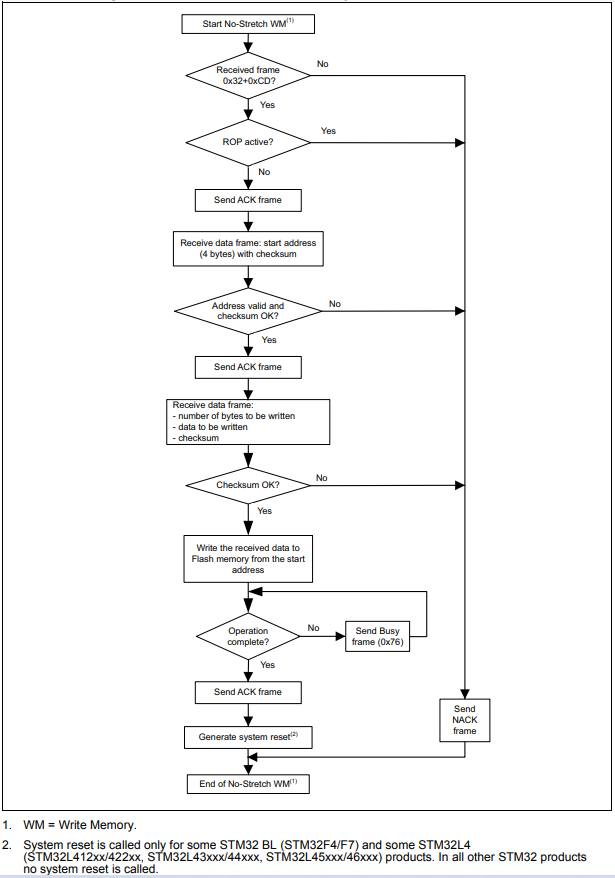 Start No-Stretch WM(1)
Received frame
0x32+0xCD?
No
Yes
ROP active?
Yes
No
Send ACK frame
Receive data frame: start address
(4 bytes) with checksum
Address valid and
checksum OK?
No
Yes
Send ACK frame
Receive data frame:
- number of bytes to be written
- data to be written
- checksum
Checksum OK?
No
Yes
Write the received data to
Flash memory from the start
address
Operation
complete?
No
Send Busy
frame (0x76)
Yes
Send ACK frame
Send
NACK
frame
Generate system reset(2)
End of No-Stretch WM(1)
1. WM = Write Memory.
2. System reset is called only for some STM32 BL (STM32F4/F7) and some STM32L4
(STM32L412xx/422xx, STM32L43xxx/44xxx, STM32L45xxx/46xxx) products. In all other STM32 products
no system reset is called.